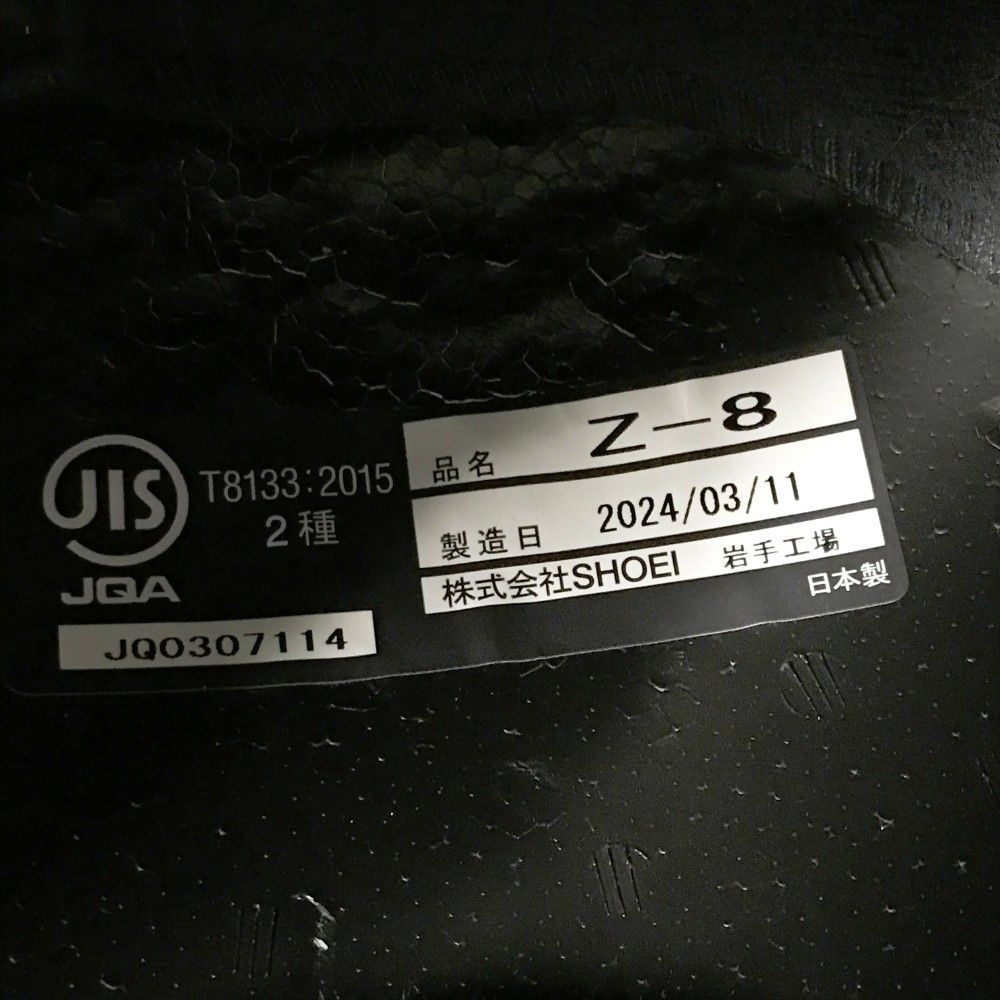 JIS
JQA
T8133:2015
2種
JQ0307114
品名 Z-8
製造日 2024/03/11
株式会社SHOEI 岩手工場
日本製